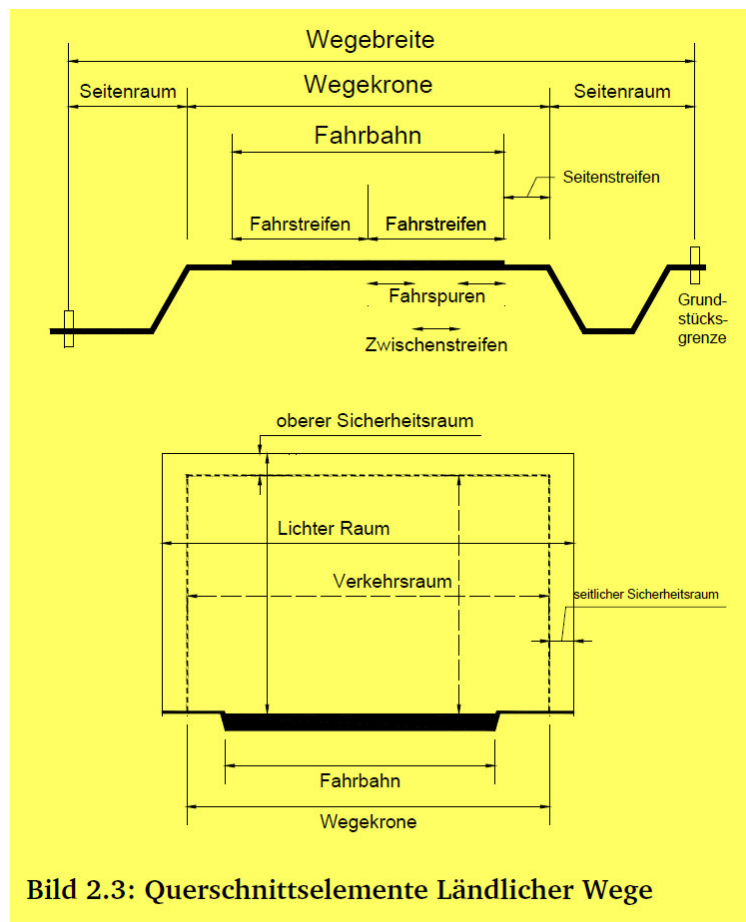 Wegebreite
Seitenraum
Wegekrone
Seitenraum
Fahrbahn
Seitenstreifen
Fahrstreifen
Fahrstreifen
Fahrspuren
Zwischenstreifen
Grund-
stücks-
grenze
oberer Sicherheitsraum
Lichter Raum
Verkehrsraum
seitlicher Sicherheitsraum
Fahrbahn
Wegekrone
Bild 2.3: Querschnittselemente Ländlicher Wege